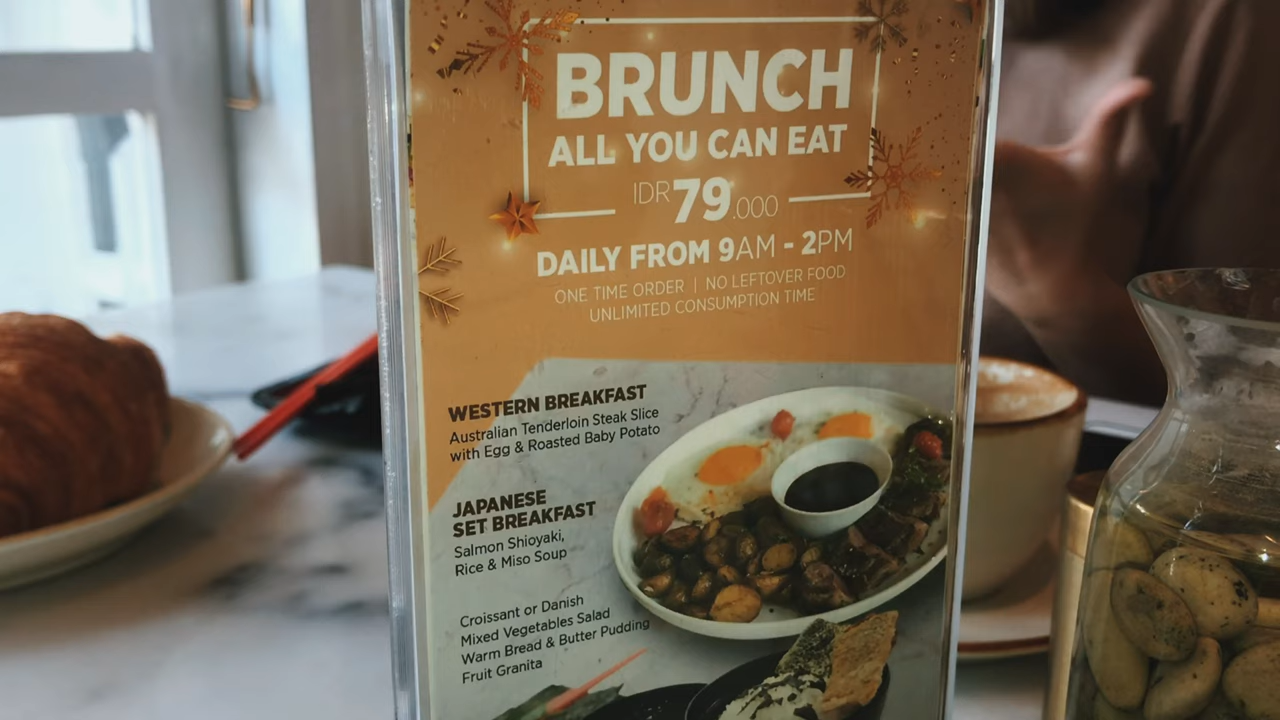 BRUNCH
ALL YOU CAN EAT
IDR 79.000
DAILY FROM 9AM - 2PM
ONE TIME ORDER | NO LEFTOVER FOOD
UNLIMITED CONSUMPTION TIME
WESTERN BREAKFAST
Australian Tenderloin Steak Slice
with Egg & Roasted Baby Potato
JAPANESE
SET BREAKFAST
Salmon Shioyaki,
Rice & Miso Soup
Croissant or Danish
Mixed Vegetables Salad
Warm Bread & Butter Pudding
Fruit Granita